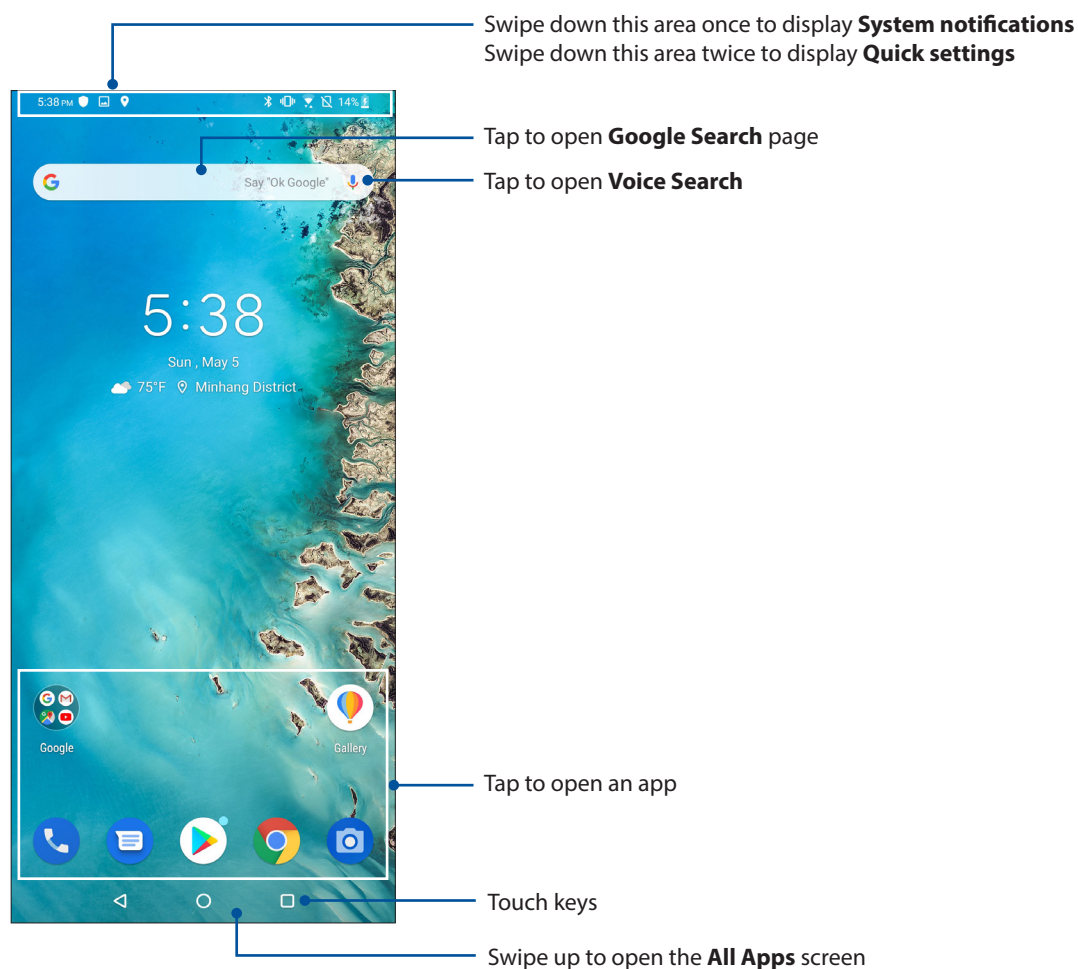 Swipe down this area once to display System notifications
Swipe down this area twice to display Quick settings
5:38 PM
14%
Tap to open Google Search page
Say "Ok Google"
Tap to open Voice Search
5:38
Sun , May 5
75°F Minhang District
Google
Gallery
Tap to open an app
Touch keys
Swipe up to open the All Apps screen